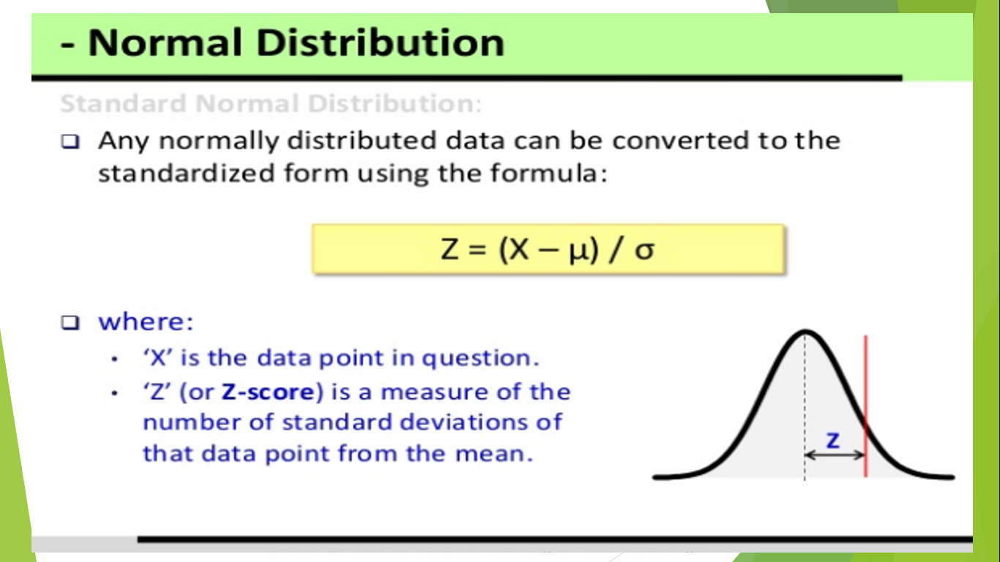 - Normal Distribution
Standard Normal Distribution:
❑ Any normally distributed data can be converted to the
standardized form using the formula:
Z = (X – µ) / σ
❑ where:
• ‘X’ is the data point in question.
• ‘Z’ (or Z-score) is a measure of the
number of standard deviations of
that data point from the mean.
Z